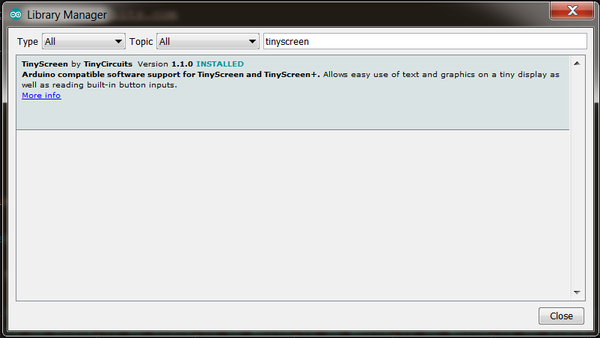 Library Manager
Type All Topic All tinyscreen
TinyScreen by TinyCircuits Version 1.1.0 INSTALLED
Arduino compatible software support for TinyScreen and TinyScreen+. Allows easy use of text and graphics on a tiny display as
well as reading built-in button inputs.
More info
Close